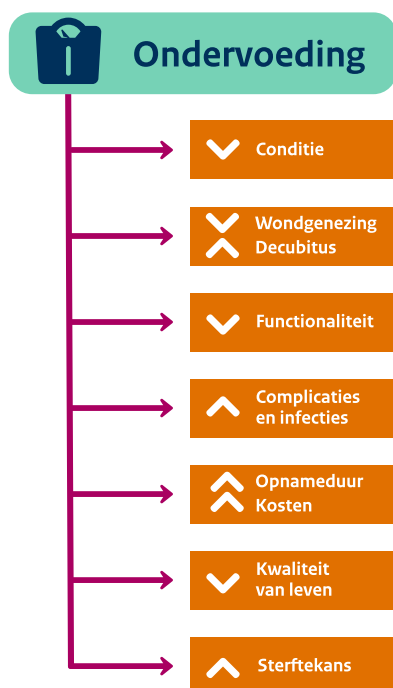 Ondervoeding
Conditie
Wondgenezing
Decubitus
Functionaliteit
Complicaties
en infecties
Opnameduur
Kosten
Kwaliteit
van leven
Sterftekans